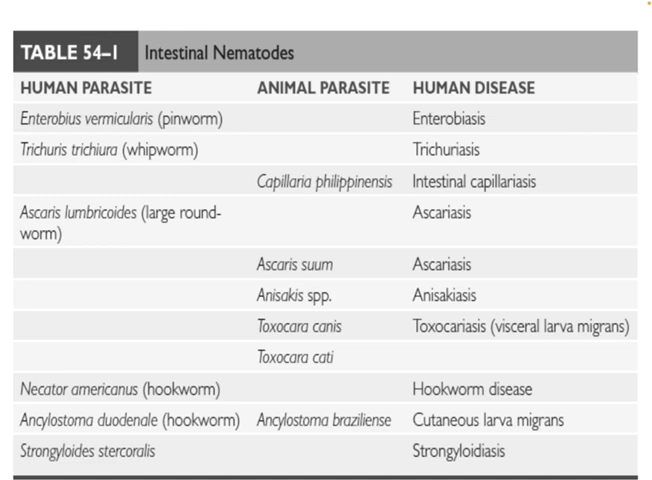 TABLE 54–1 Intestinal Nematodes
HUMAN PARASITE ANIMAL PARASITE HUMAN DISEASE
Enterobius vermicularis (pinworm) Enterobiasis
Trichuris trichiura (whipworm) Trichuriasis
Capillaria philippinensis Intestinal capillariasis
Ascaris lumbricoides (large round- Ascariasis
worm)
Ascaris suum Ascariasis
Anisakis spp. Anisakiasis
Toxocara canis Toxocariasis (visceral larva migrans)
Toxocara cati
Necator americanus (hookworm) Hookworm disease
Ancylostoma duodenale (hookworm) Ancylostoma braziliense Cutaneous larva migrans
Strongyloides stercoralis Strongyloidiasis